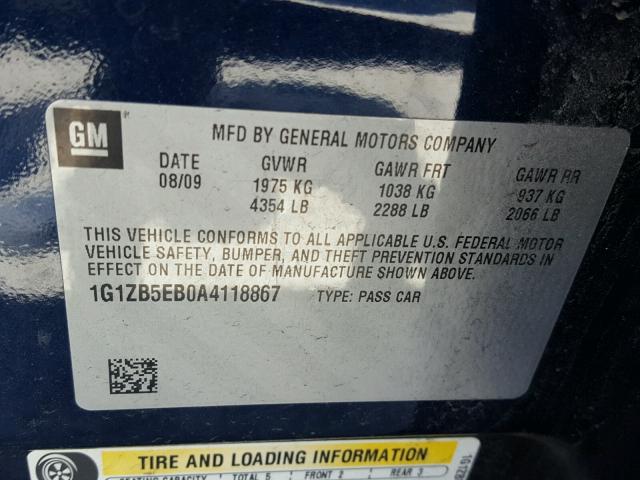 GM
MFD BY GENERAL MOTORS COMPANY
DATE GVWR GAWR FRT GAWR RR
08/09 1975 KG 1038 KG 937 KG
4354 LB 2288 LB 2066 LB
THIS VEHICLE CONFORMS TO ALL APPLICABLE U.S. FEDERAL MOTOR
VEHICLE SAFETY, BUMPER, AND THEFT PREVENTION STANDARDS IN
EFFECT ON THE DATE OF MANUFACTURE SHOWN ABOVE.
1G1ZB5EB0A4118867 TYPE: PASS CAR
TIRE AND LOADING INFORMATION
SEATING CAPACITY TOTAL 5 FRONT 2 REAR 3